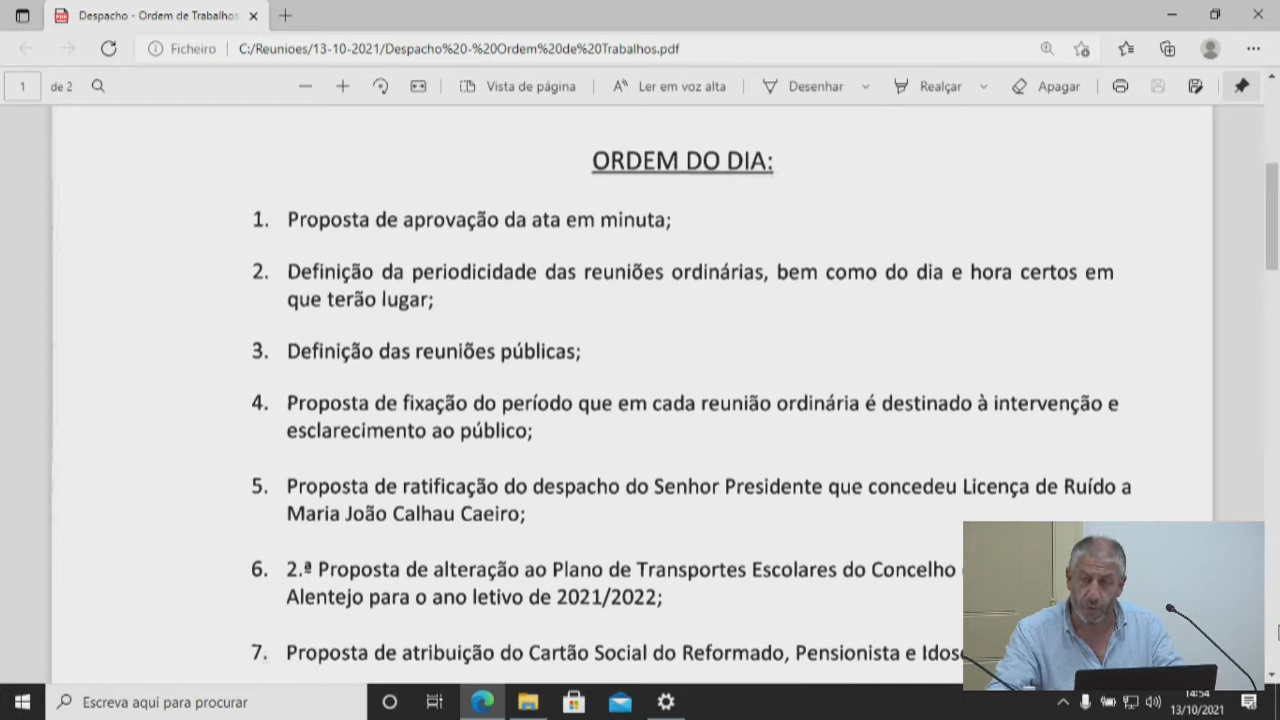 Despacho - Ordem de Trabalhos
Ficheiro
C:/Reunioes/13-10-2021/Despacho%20-%20Ordem%20de%20Trabalhos.pdf
1 de 2
Vista de página
Ler em voz alta
Desenhar
Realçar
Apagar
ORDEM DO DIA:
1. Proposta de aprovação da ata em minuta;
2. Definição da periodicidade das reuniões ordinárias, bem como do dia e hora certos em
que terão lugar;
3. Definição das reuniões públicas;
4. Proposta de fixação do período que em cada reunião ordinária é destinado à intervenção e
esclarecimento ao público;
5. Proposta de ratificação do despacho do Senhor Presidente que concedeu Licença de Ruído a
Maria João Calhau Caeiro;
6. 2.ª Proposta de alteração ao Plano de Transportes Escolares do Concelho
Alentejo para o ano letivo de 2021/2022;
7. Proposta de atribuição do Cartão Social do Reformado, Pensionista e
Escreva aqui para procurar
14:54
13/10/2021